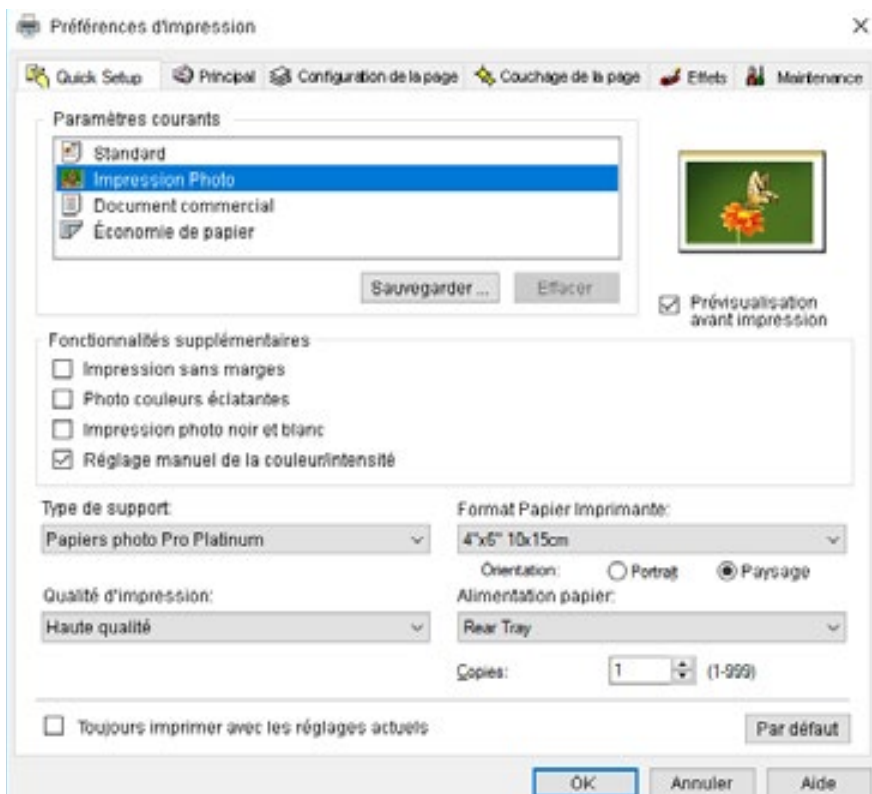 Préférences d'impression
Quick Setup Principal Configuration de la page Couchage de la page Effets Maintenance
Paramètres courants
Standard
Impression Photo
Document commercial
Économie de papier
Sauvegarder ... Effacer
Prévisualisation
avant impression
Fonctionnalités supplémentaires
Impression sans marges
Photo couleurs éclatantes
Impression photo noir et blanc
Réglage manuel de la couleur/intensité
Type de support: Format Papier Imprimante:
Papiers photo Pro Platinum 4"x6" 10x15cm
Orientation: Portrait Paysage
Qualité d'impression: Alimentation papier:
Haute qualité Rear Tray
Copies: 1 (1-999)
Toujours imprimer avec les réglages actuels Par défaut
OK Annuler Aide